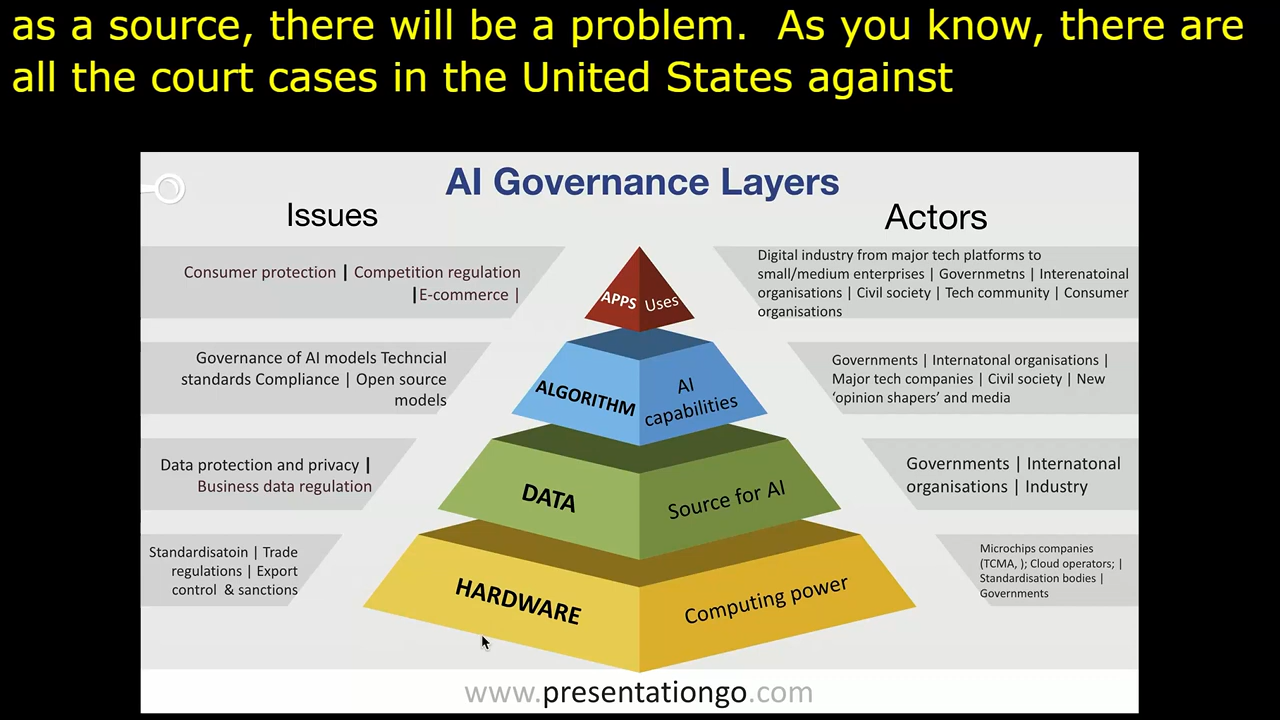 as a source, there will be a problem.  As you know, there are
all the court cases in the United States against
AI Governance Layers
Issues
Actors
Consumer protection | Competition regulation
|E-commerce |
APPS
Uses
Digital industry from major tech platforms to
small/medium enterprises | Governmetns | Interenatoinal
organisations | Civil society | Tech community | Consumer
organisations
Governance of AI models Techncial
standards Compliance | Open source
models
ALGORITHM
AI
capabilities
Governments | Internatonal organisations |
Major tech companies | Civil society | New
‘opinion shapers’ and media
Data protection and privacy |
Business data regulation
DATA
Source for AI
Governments | Internatonal
organisations | Industry
Standardisatoin | Trade
regulations | Export
control  & sanctions
HARDWARE
Computing power
Microchips companies
(TCMA, ); Cloud operators; |
Standardisation bodies |
Governments
www.presentationgo.com